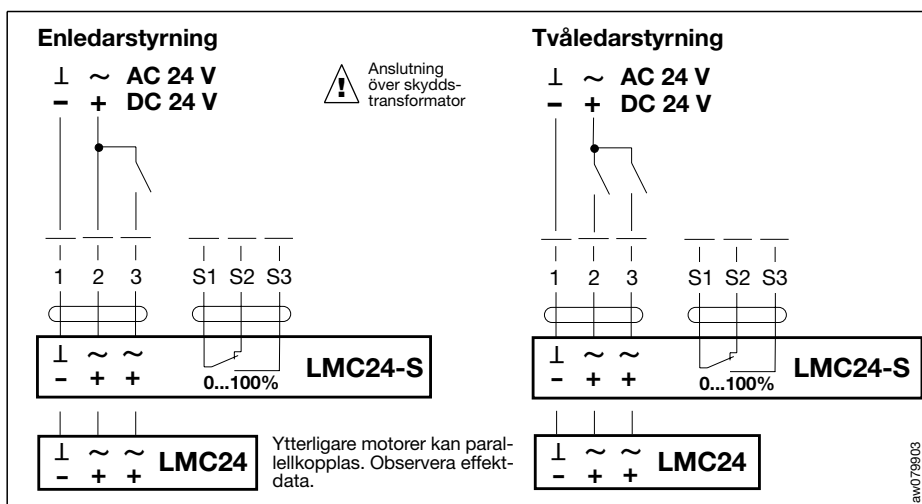 Enledarstyrning
⊥ ~ AC 24 V
− + DC 24 V
Anslutning
över skydds-
transformator
1 2 3 S1 S2 S3
⊥ ~ ~
− + +
0...100%
LMC24-S
⊥ ~ ~
− + +
LMC24
Ytterligare motorer kan paral-
lellkopplas. Observera effekt-
data.
Tvåledarstyrning
⊥ ~ AC 24 V
− + DC 24 V
1 2 3 S1 S2 S3
⊥ ~ ~
− + +
0...100%
LMC24-S
⊥ ~ ~
− + +
LMC24
aw079903